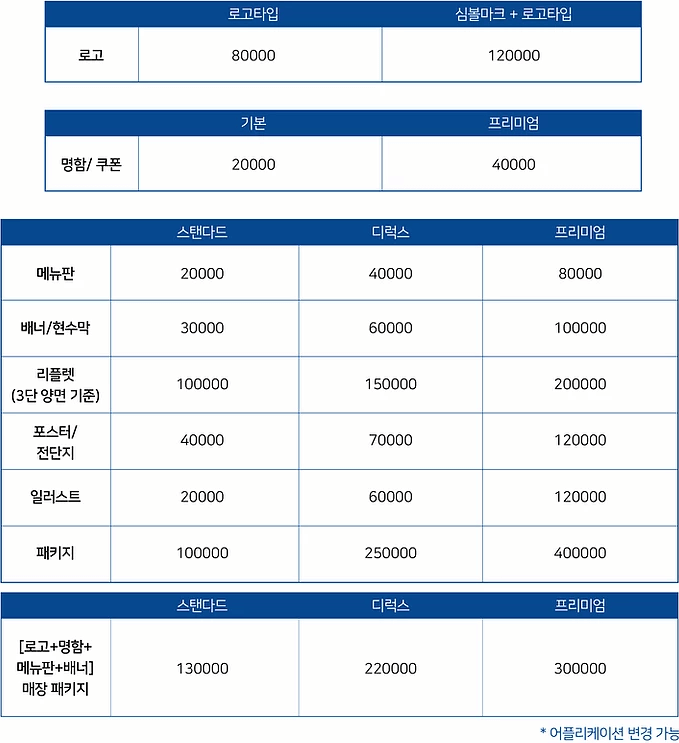 로고타입 심볼마크 + 로고타입
로고 80000 120000
기본 프리미엄
명함/ 쿠폰 20000 40000
스탠다드 디럭스 프리미엄
메뉴판 20000 40000 80000
배너/현수막 30000 60000 100000
리플렛
(3단 양면 기준) 100000 150000 200000
포스터/
전단지 40000 70000 120000
일러스트 20000 60000 120000
패키지 100000 250000 400000
스탠다드 디럭스 프리미엄
[로고+명함+
메뉴판+배너] 130000 220000 300000
매장 패키지
* 어플리케이션 변경 가능